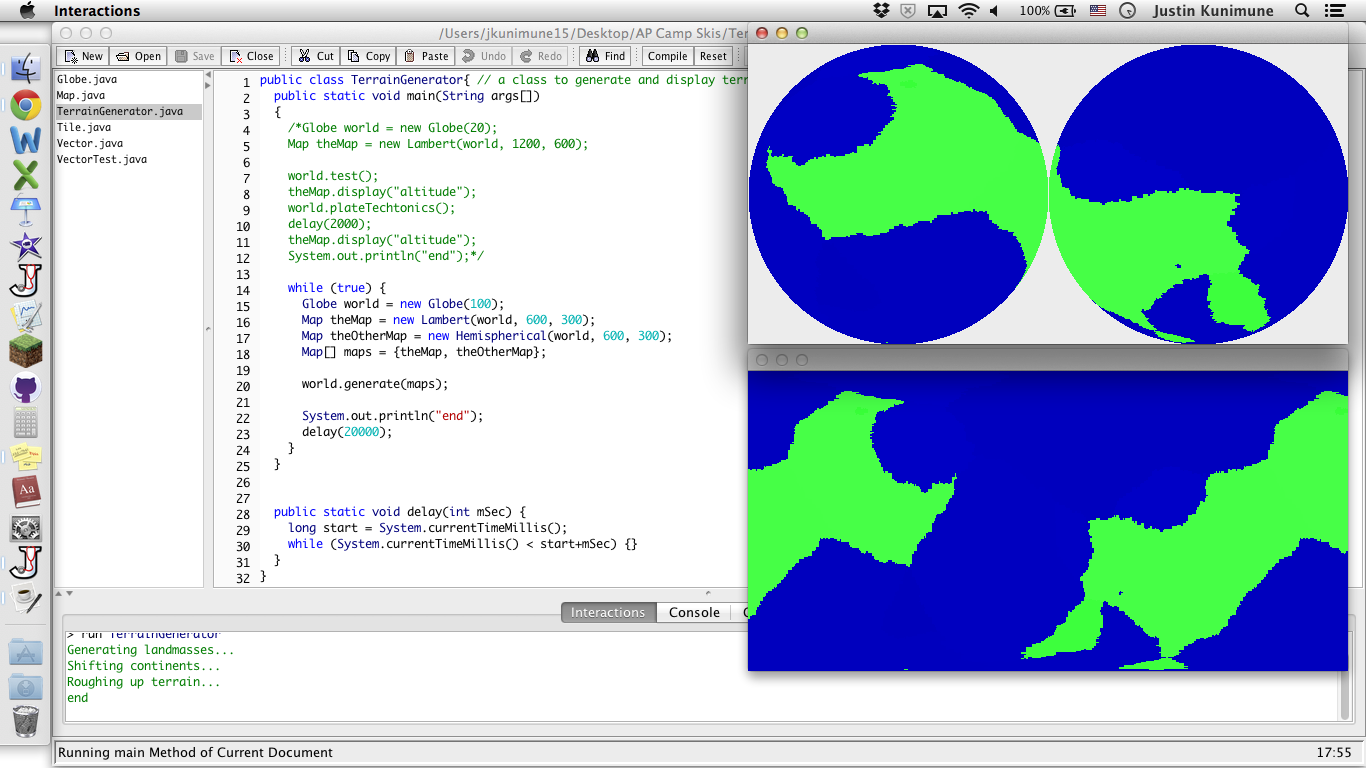 Interactions
100%
Justin Kunimune
/Users/jkunimune15/Desktop/AP Camp Skis/Ter
New Open Save Close Cut Copy Paste Undo Redo Find Compile Reset
Globe.java
Map.java
TerrainGenerator.java
Tile.java
Vector.java
VectorTest.java
1 public class TerrainGenerator{ // a class to generate and display terr
2 public static void main(String args[])
3 {
4 /*Globe world = new Globe(20);
5 Map theMap = new Lambert(world, 1200, 600);
6
7 world.test();
8 theMap.display("altitude");
9 world.plateTechtonics();
10 delay(2000);
11 theMap.display("altitude");
12 System.out.println("end");*/
13
14 while (true) {
15 Globe world = new Globe(100);
16 Map theMap = new Lambert(world, 600, 300);
17 Map theOtherMap = new Hemispherical(world, 600, 300);
18 Map[] maps = {theMap, theOtherMap};
19
20 world.generate(maps);
21
22 System.out.println("end");
23 delay(20000);
24 }
25 }
26
27
28 public static void delay(int mSec) {
29 long start = System.currentTimeMillis();
30 while (System.currentTimeMillis() < start+mSec) {}
31 }
32 }
Interactions Console
> run TerrainGenerator
Generating landmasses...
Shifting continents...
Roughing up terrain...
end
Running main Method of Current Document
17:55